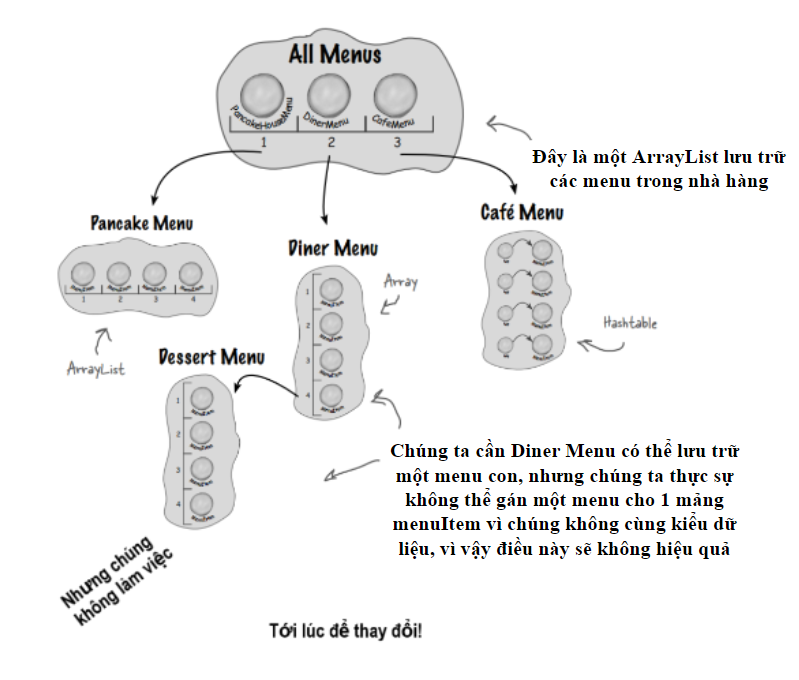 All Menus
PancakeHouseMenu
DinerMenu
CafeMenu
1
2
3
Đây là một ArrayList lưu trữ
các menu trong nhà hàng
Pancake Menu
1
2
3
4
ArrayList
Diner Menu
1
2
3
4
Array
Café Menu
Hashtable
Dessert Menu
1
2
3
4
Chúng ta cần Diner Menu có thể lưu trữ
một menu con, nhưng chúng ta thực sự
không thể gán một menu cho 1 mảng
menuItem vì chúng không cùng kiểu dữ
liệu, vì vậy điều này sẽ không hiệu quả
Nhưng chúng
không làm việc
Tới lúc để thay đổi!